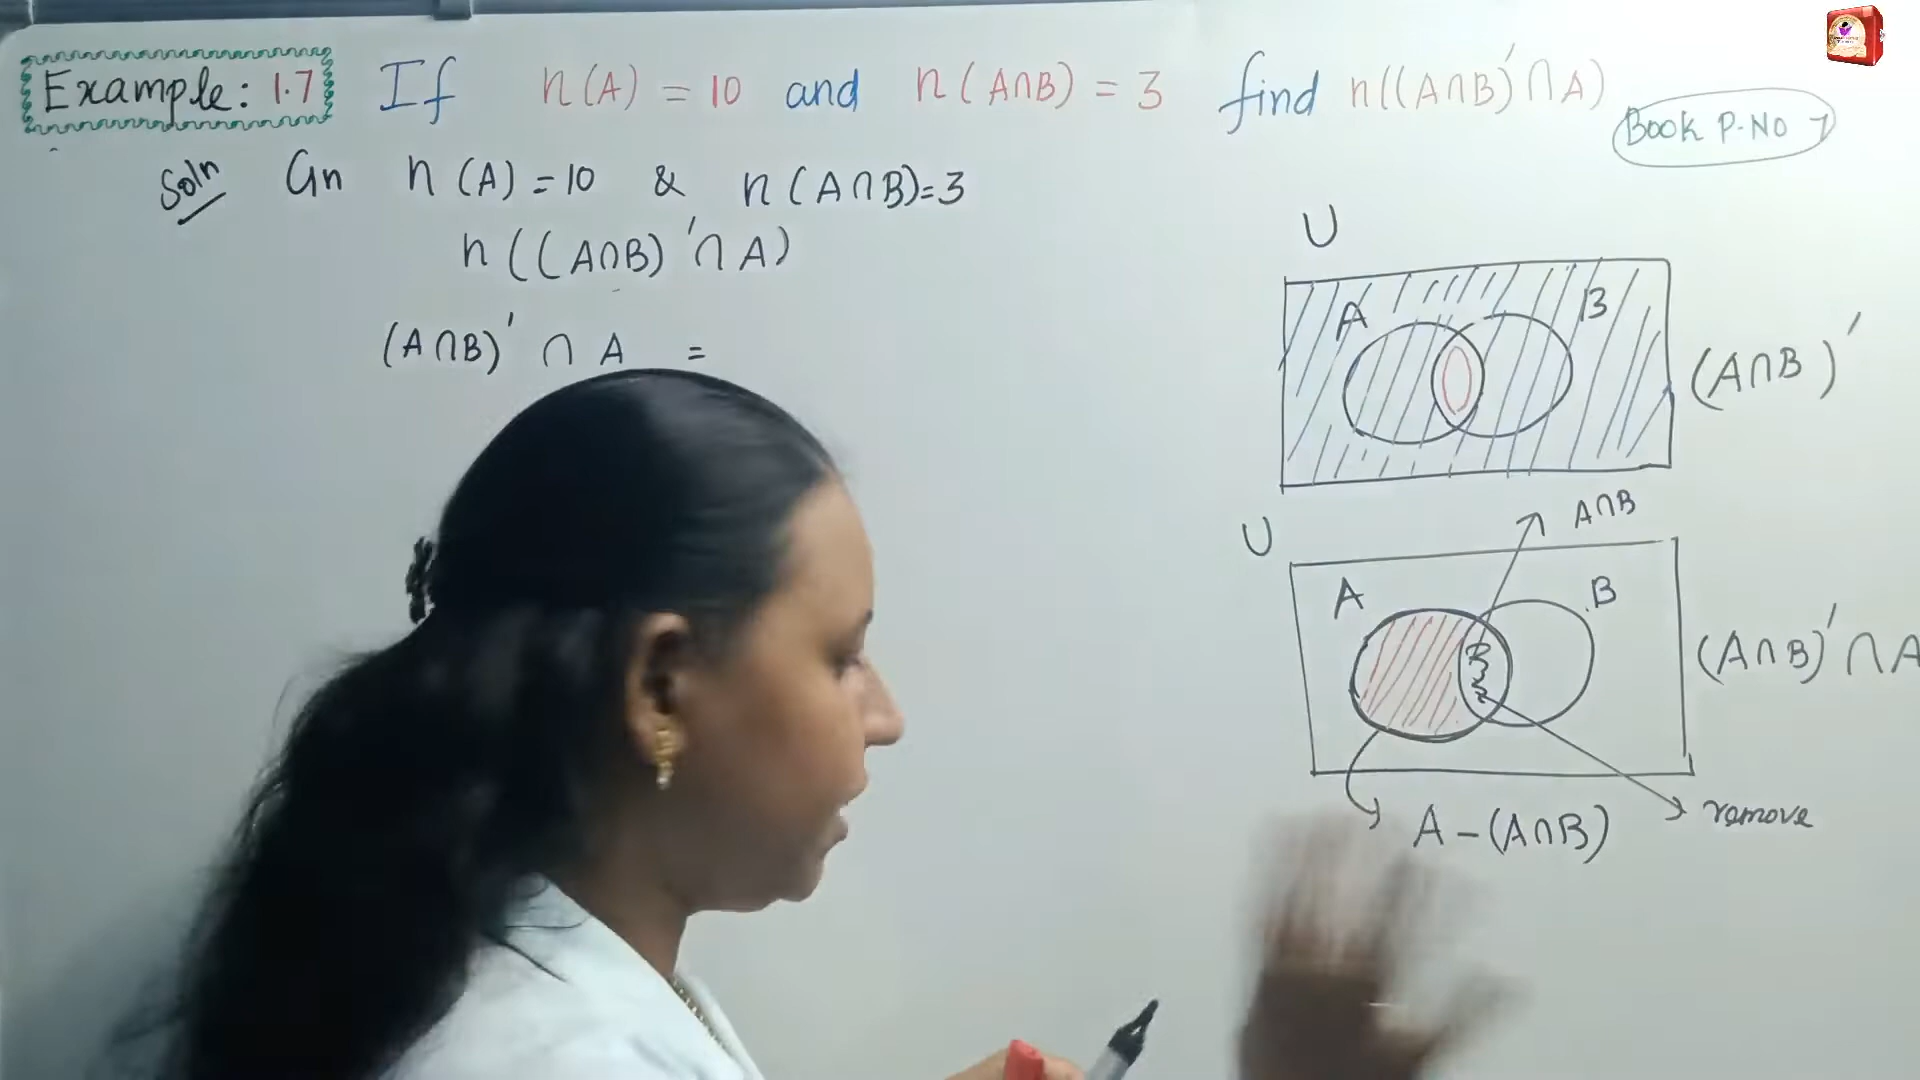 Example: 1.7 If n(A) = 10 and n(A∩B) = 3 find n((A∩B)′∩A)
Book P.No 7
Soln Gn n(A)=10 & n(A∩B)=3
n((A∩B)′∩A)
(A∩B)′ ∩ A =
U
A B
(A∩B)′
A∩B
U
A B
(A∩B)′∩A
A-(A∩B)
remove